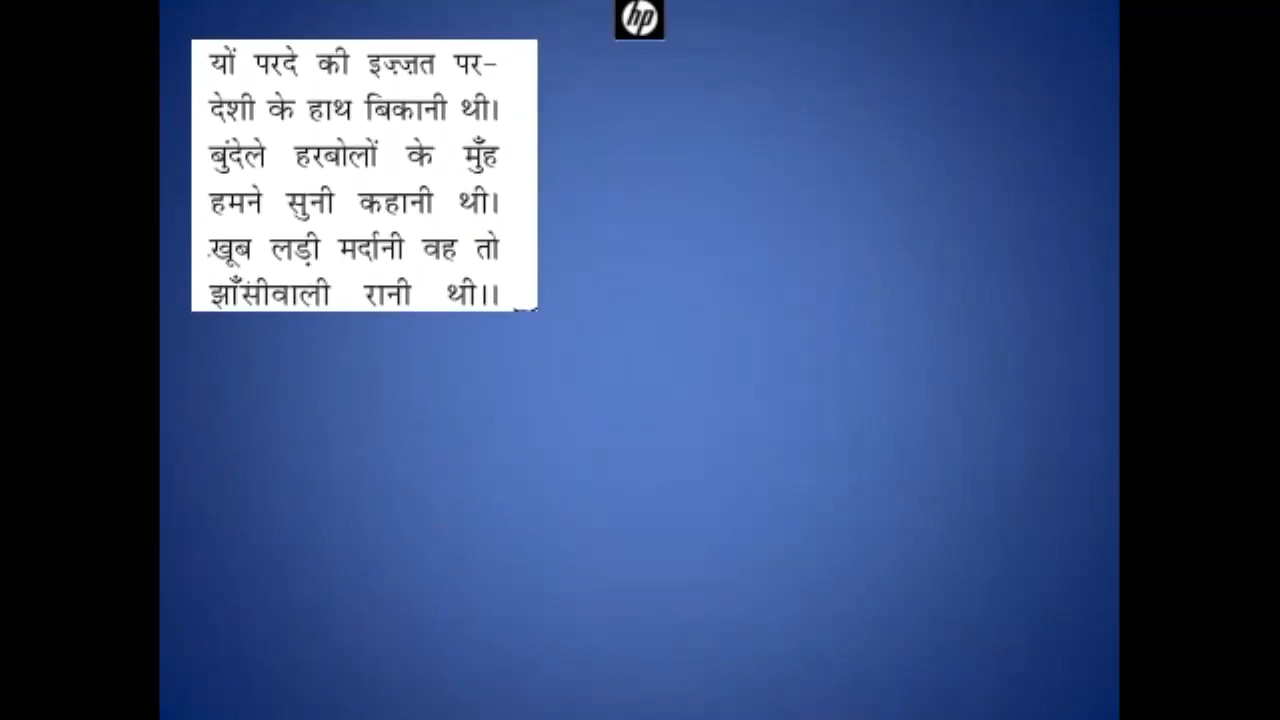 hp
यों परदे की इज़्ज़त पर-
देशी के हाथ बिकानी थी।
बुंदेले हरबोलों के मुँह
हमने सुनी कहानी थी।
खूब लड़ी मर्दानी वह तो
झाँसीवाली रानी थी।।